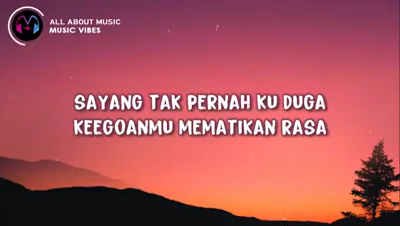 ALL ABOUT MUSIC
MUSIC VIBES
SAYANG TAK PERNAH KU DUGA
KEEGOANMU MEMATIKAN RASA